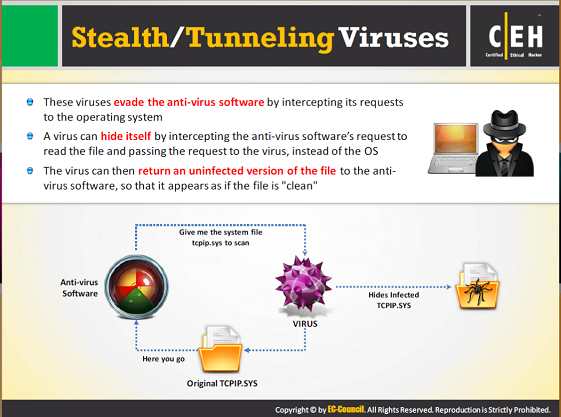 Stealth/Tunneling Viruses
C|EH
Certified Ethical Hacker
These viruses evade the anti-virus software by intercepting its requests
to the operating system
A virus can hide itself by intercepting the anti-virus software's request to
read the file and passing the request to the virus, instead of the OS
The virus can then return an uninfected version of the file to the anti-
virus software, so that it appears as if the file is "clean"
Give me the system file
tcpip.sys to scan
Anti-virus
Software
VIRUS
Hides Infected
TCPIP.SYS
Here you go
Original TCPIP.SYS
Copyright © by EC-Council. All Rights Reserved. Reproduction is Strictly Prohibited.